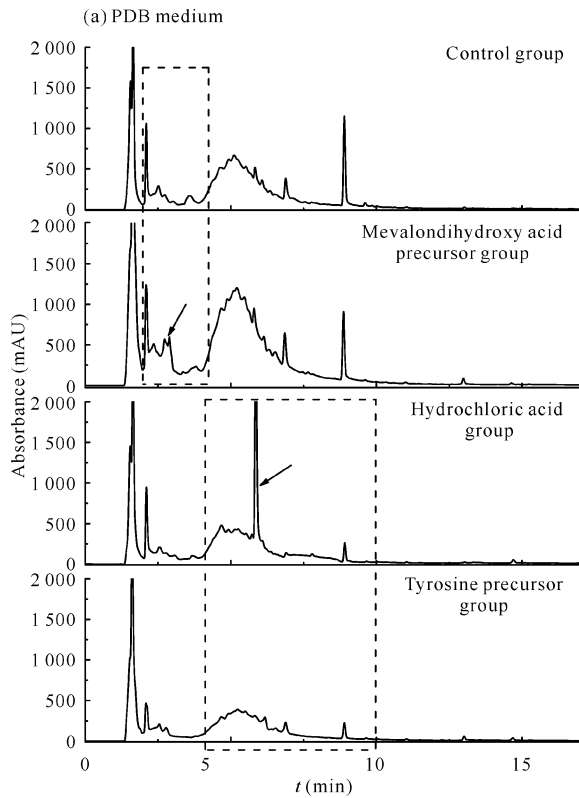 (a) PDB medium
2 000
1 500
1 000
500
0
Control group
2 000
1 500
1 000
500
0
Mevalondihydroxy acid
precursor group
Absorbance (mAU)
2 000
1 500
1 000
500
0
Hydrochloric acid
group
2 000
1 500
1 000
500
0
Tyrosine precursor
group
0
5
10
15
t (min)